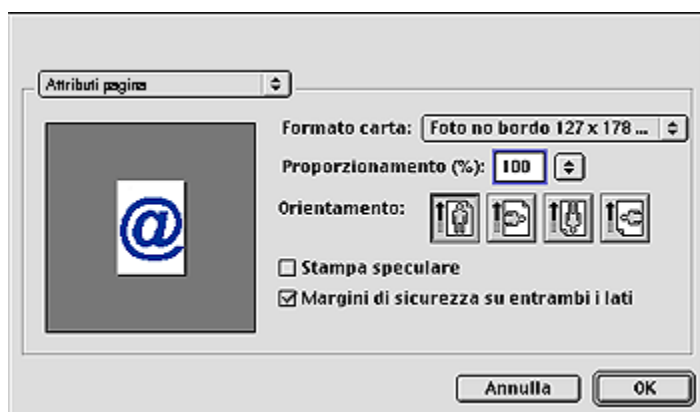 Attributi pagina
Formato carta: Foto no bordo 127 x 178 ...
Proporzionamento (%): 100
Orientamento:
@
Stampa speculare
Margini di sicurezza su entrambi i lati
Annulla OK